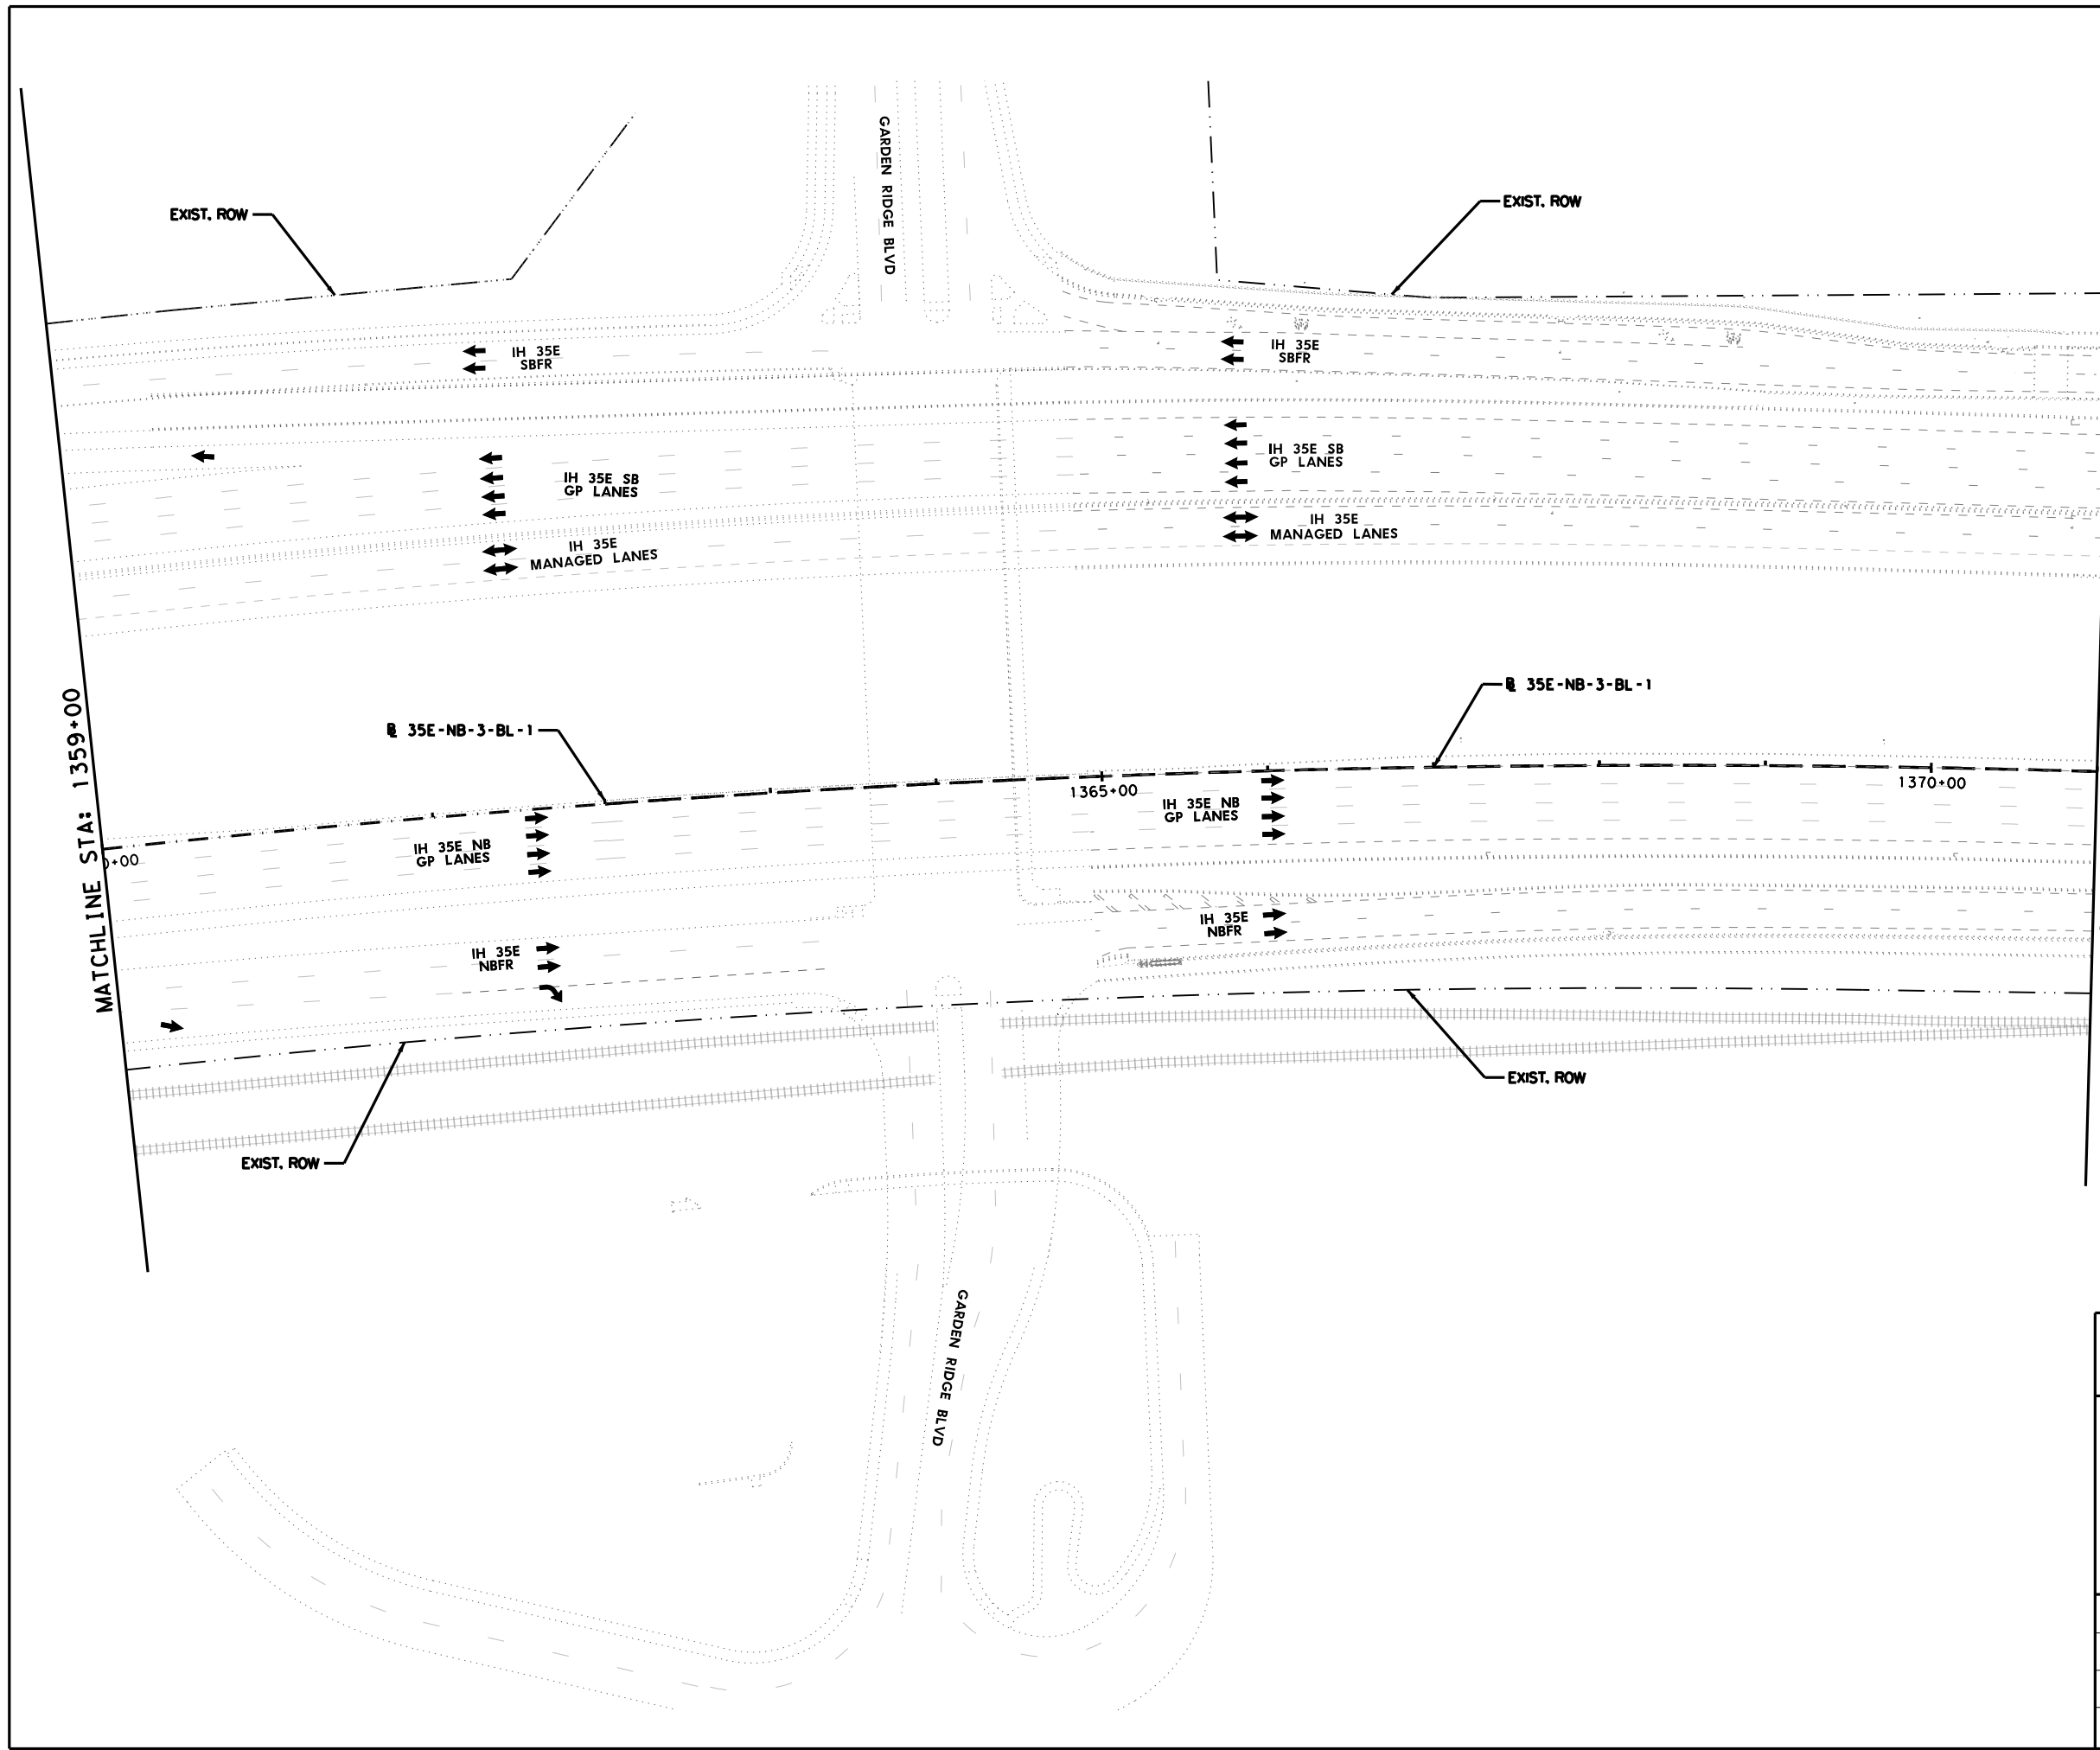 GARDEN RIDGE BLVD
EXIST. ROW
EXIST. ROW
IH 35E
SBFR
IH 35E
SBFR
IH 35E SB
GP LANES
IH 35E SB
GP LANES
IH 35E
MANAGED LANES
IH 35E
MANAGED LANES
MATCHLINE STA: 1359+00
35E-NB-3-BL-1
35E-NB-3-BL-1
1365+00
1370+00
IH 35E NB
GP LANES
IH 35E NB
GP LANES
0+00
IH 35E
NBFR
IH 35E
NBFR
EXIST. ROW
EXIST. ROW
GARDEN RIDGE BLVD